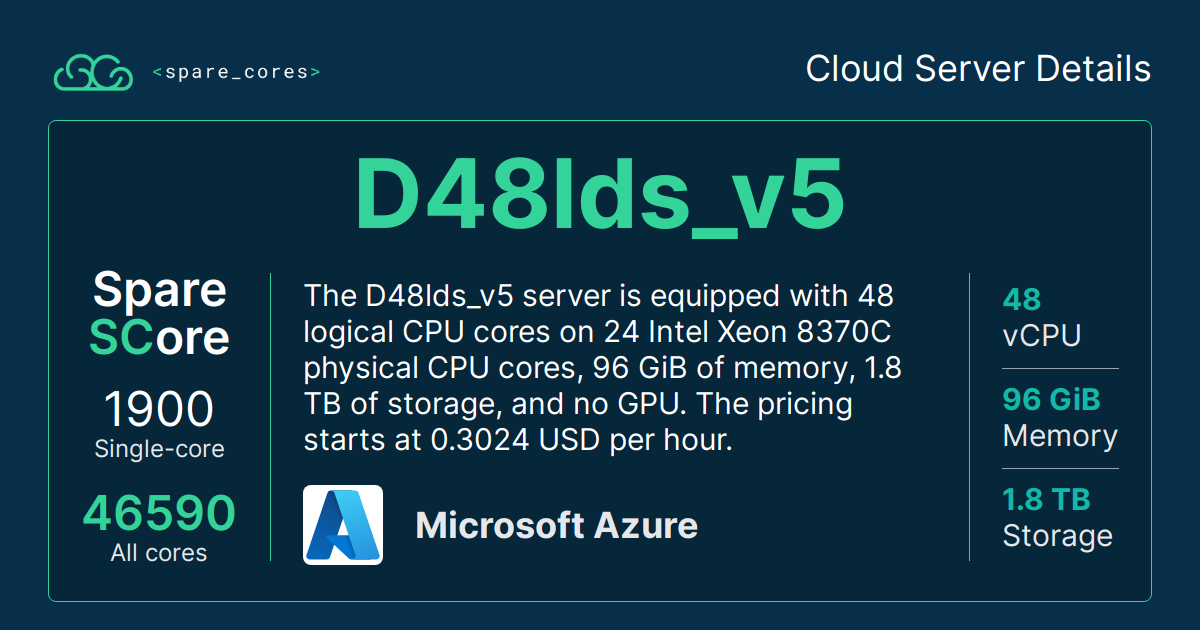 <spare_cores>
Cloud Server Details
D48lds_v5
Spare
SCore
1900
Single-core
46590
All cores
The D48lds_v5 server is equipped with 48
logical CPU cores on 24 Intel Xeon 8370C
physical CPU cores, 96 GiB of memory, 1.8
TB of storage, and no GPU. The pricing
starts at 0.3024 USD per hour.
Microsoft Azure
48
vCPU
96 GiB
Memory
1.8 TB
Storage